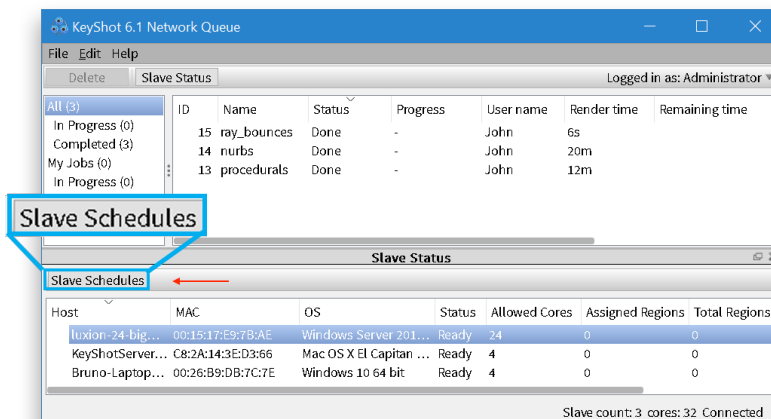 KeyShot 6.1 Network Queue
File Edit Help
Delete Slave Status Logged in as: Administrator
All (3)
In Progress (0)
Completed (3)
My Jobs (0)
In Progress (0)
ID Name Status Progress User name Render time Remaining time
15 ray_bounces Done - John 6s
14 nurbs Done - John 20m
13 procedurals Done - John 12m
Slave Schedules
Slave Status
Slave Schedules
Host MAC OS Status Allowed Cores Assigned Regions Total Regions
luxion-24-big... 00:15:17:E9:7B:AE Windows Server 201... Ready 24 0 0
KeyShotServer... C8:2A:14:3E:D3:66 Mac OS X El Capitan ... Ready 4 0 0
Bruno-Laptop... 00:26:B9:DB:7C:7E Windows 10 64 bit Ready 4 0 0
Slave count: 3 cores: 32 Connected